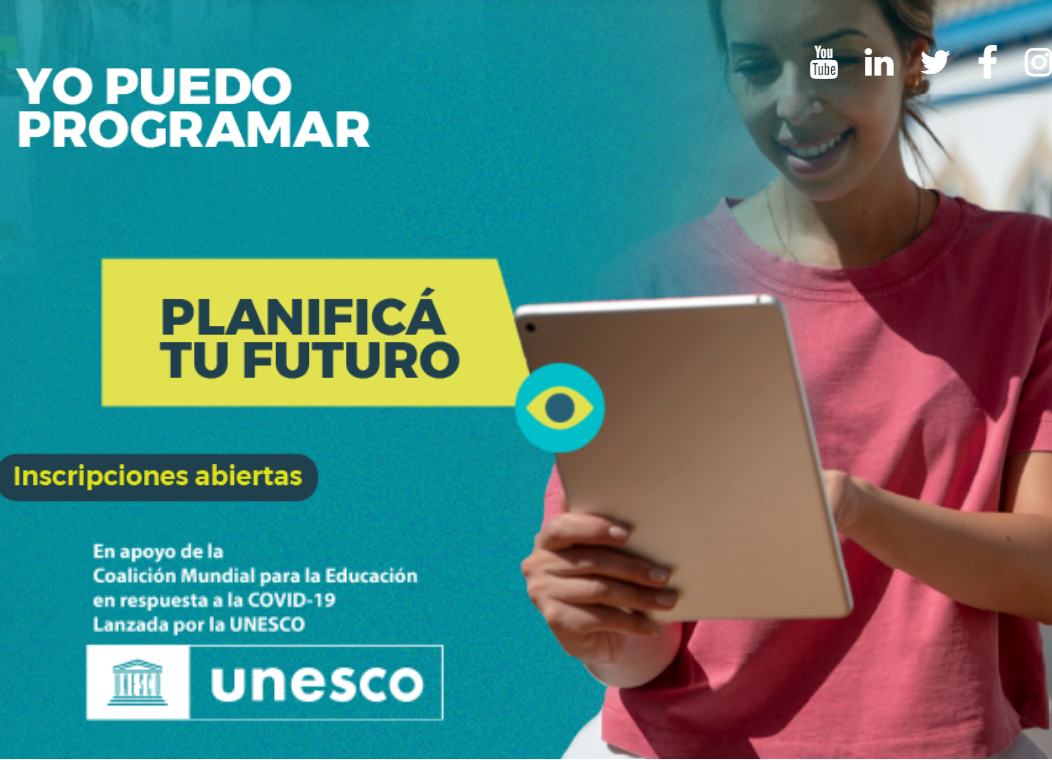 YO PUEDO
PROGRAMAR
You
Tube
in
PLANIFICÁ
TU FUTURO
Inscripciones abiertas
En apoyo de la
Coalición Mundial para la Educación
en respuesta a la COVID-19
Lanzada por la UNESCO
UNESCO
unesco